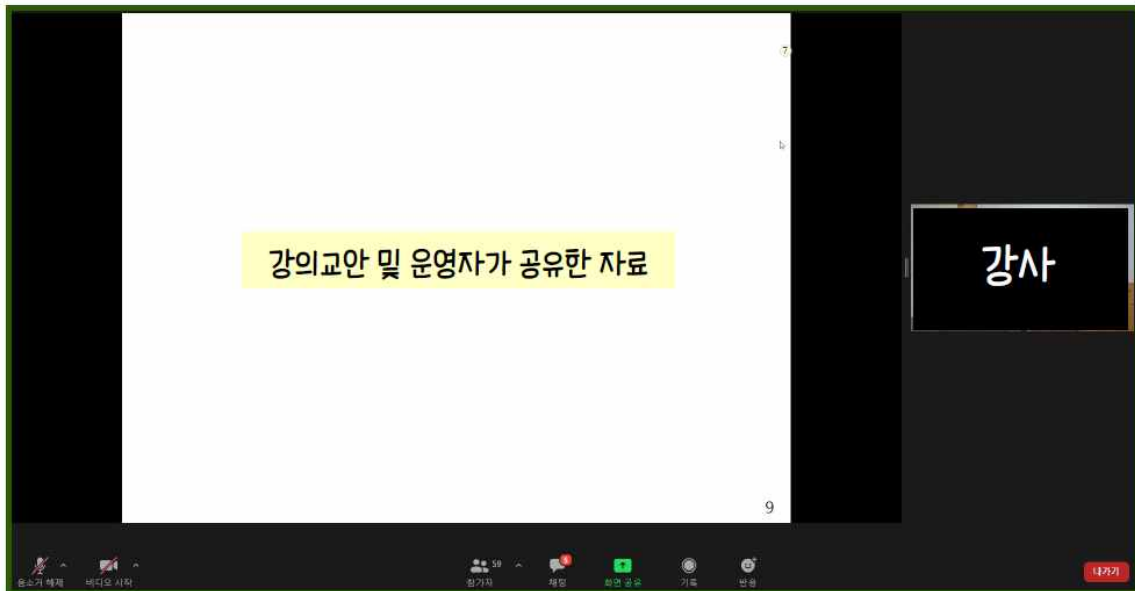 7
강의교안 및 운영자가 공유한 자료
강사
9
음소거 해제
비디오 시작
59
참가자
채팅
화면 공유
기록
반응
나가기